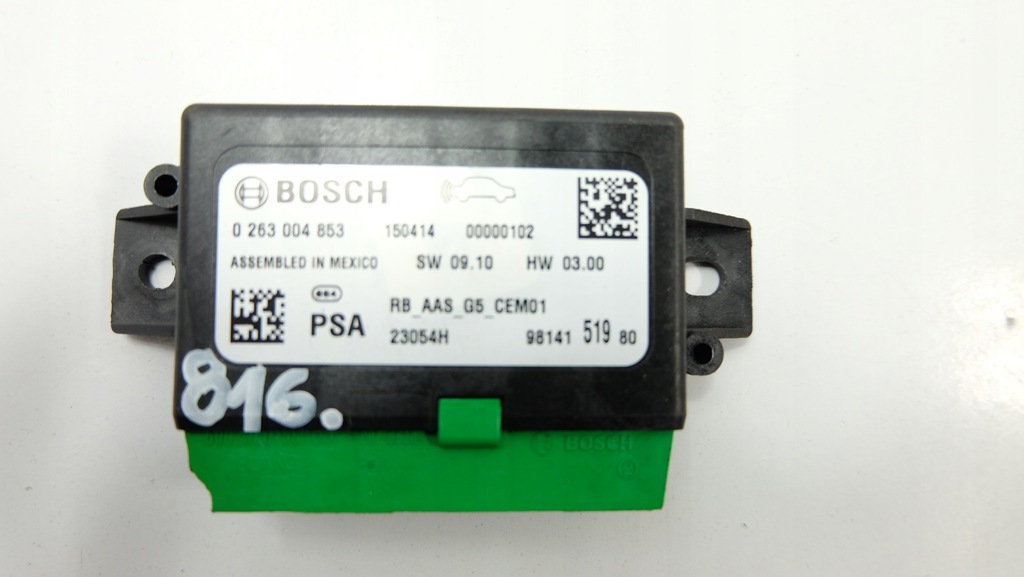 BOSCH
0 263 004 853 150414 00000102
ASSEMBLED IN MEXICO SW 09.10 HW 03.00
RB_AAS_G5_CEM01
PSA 23054H 98141 519 80
816.
BOSCH